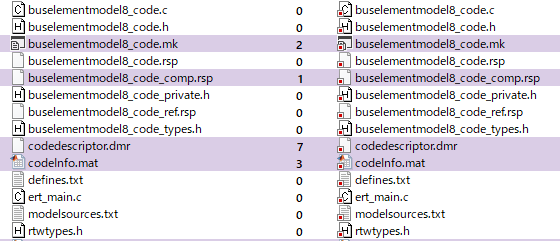 buselementmodel8_code.c 0 buselementmodel8_code.c
buselementmodel8_code.h 0 buselementmodel8_code.h
buselementmodel8_code.mk 2 buselementmodel8_code.mk
buselementmodel8_code.rsp 0 buselementmodel8_code.rsp
buselementmodel8_code_comp.rsp 1 buselementmodel8_code_comp.rsp
buselementmodel8_code_private.h 0 buselementmodel8_code_private.h
buselementmodel8_code_ref.rsp 0 buselementmodel8_code_ref.rsp
buselementmodel8_code_types.h 0 buselementmodel8_code_types.h
codedescriptor.dmr 7 codedescriptor.dmr
codeInfo.mat 3 codeInfo.mat
defines.txt 0 defines.txt
ert_main.c 0 ert_main.c
modelsources.txt 0 modelsources.txt
rtwtypes.h 0 rtwtypes.h